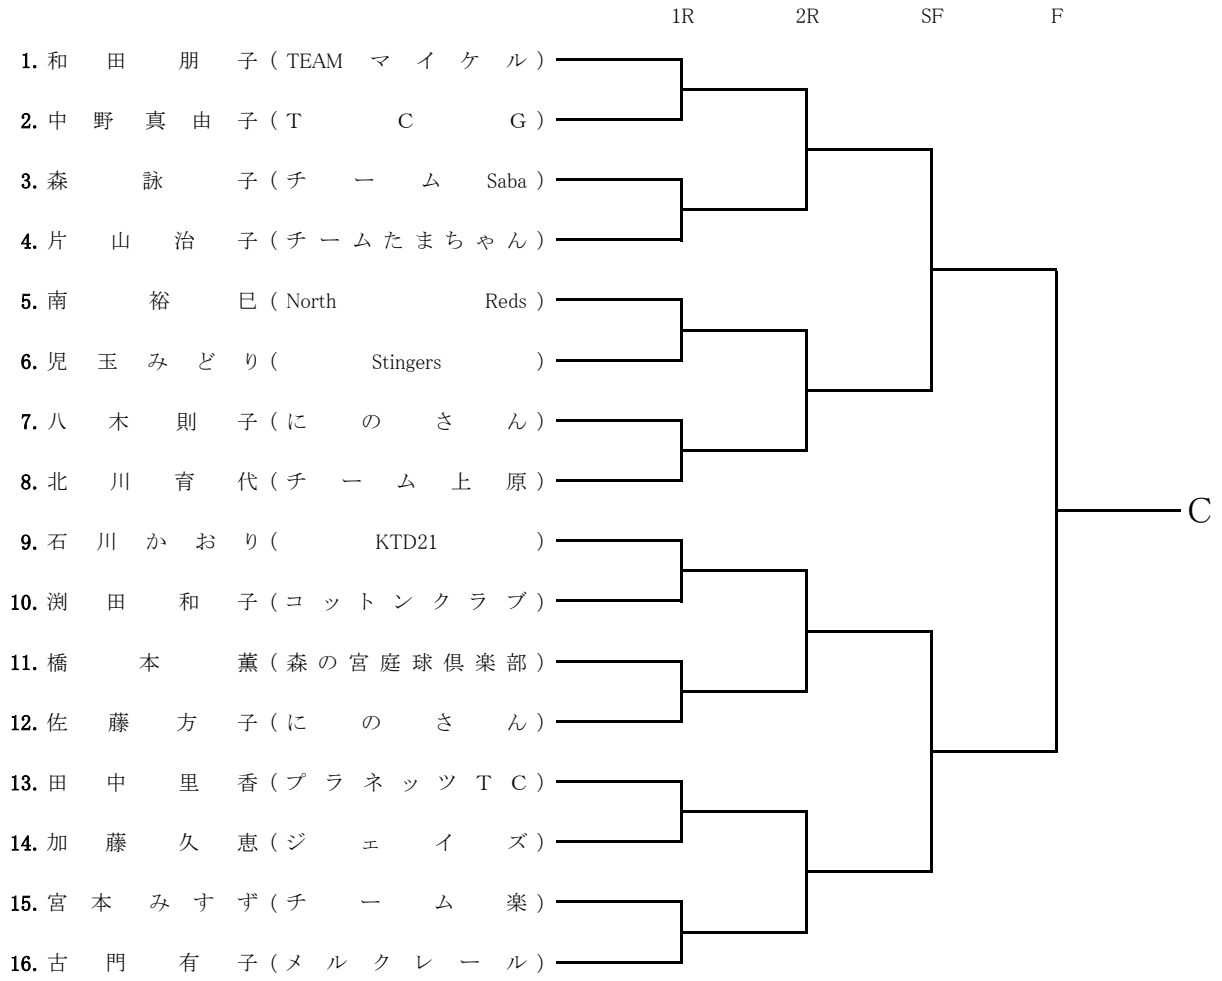 1R 2R SF F
1. 和田朋子 ( TEAM マイケル )
2. 中野真由子 ( TCG )
3. 森詠子 ( チーム Saba )
4. 片山治子 ( チームたまちゃん )
5. 南裕巳 ( North Reds )
6. 児玉みどり ( Stingers )
7. 八木則子 ( にのさん )
8. 北川育代 ( チーム上原 )
C
9. 石川かおり ( KTD21 )
10. 渕田和子 ( コットンクラブ )
11. 橋本薫 ( 森の宮庭球倶楽部 )
12. 佐藤方子 ( にのさん )
13. 田中里香 ( プラネッツTC )
14. 加藤久恵 ( ジェイズ )
15. 宮本みすず ( チーム楽 )
16. 古門有子 ( メルクレール )